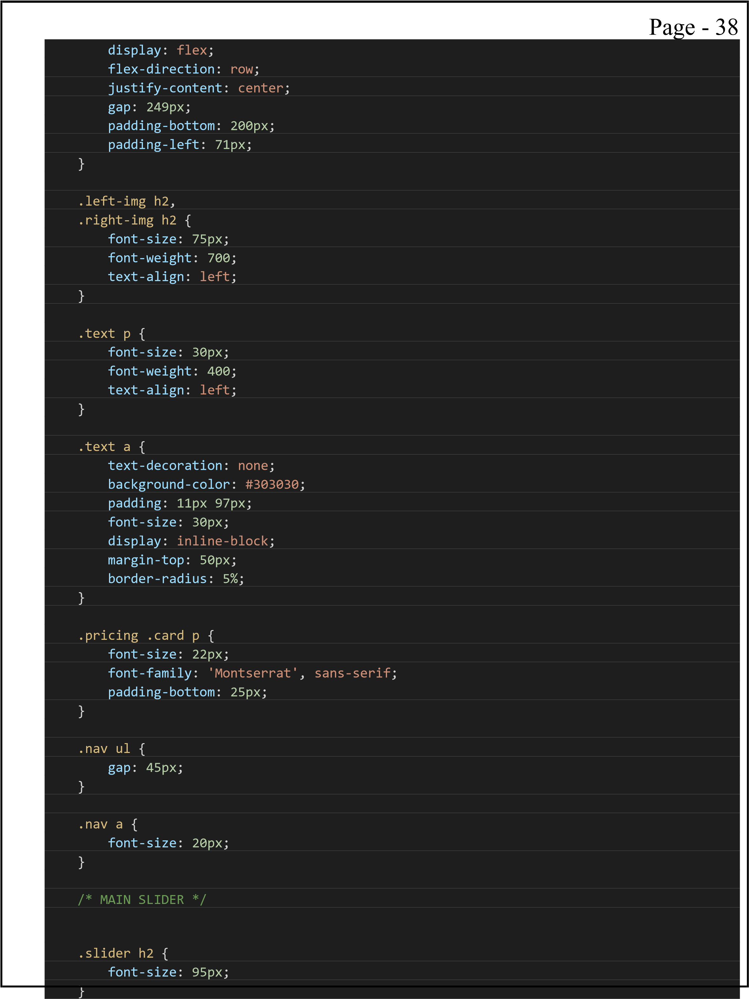 Page - 38
display: flex;
flex-direction: row;
justify-content: center;
gap: 249px;
padding-bottom: 200px;
padding-left: 71px;
}
.left-img h2,
.right-img h2 {
font-size: 75px;
font-weight: 700;
text-align: left;
}
.text p {
font-size: 30px;
font-weight: 400;
text-align: left;
}
.text a {
text-decoration: none;
background-color: #303030;
padding: 11px 97px;
font-size: 30px;
display: inline-block;
margin-top: 50px;
border-radius: 5%;
}
.pricing .card p {
font-size: 22px;
font-family: 'Montserrat', sans-serif;
padding-bottom: 25px;
}
.nav ul {
gap: 45px;
}
.nav a {
font-size: 20px;
}
/* MAIN SLIDER */
.slider h2 {
font-size: 95px;
}